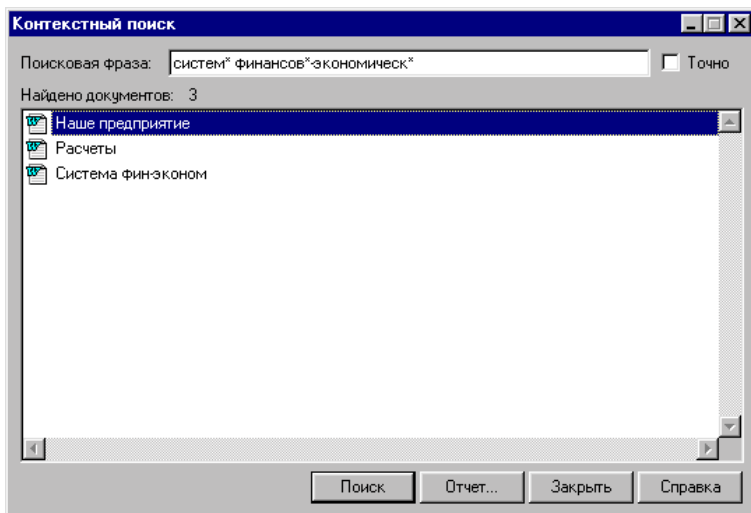 Контекстный поиск
Поисковая фраза: систем* финансов*-экономическ* Точно
Найдено документов: 3
Наше предприятие
Расчеты
Система фин-эконом
Поиск Отчет... Закрыть Справка